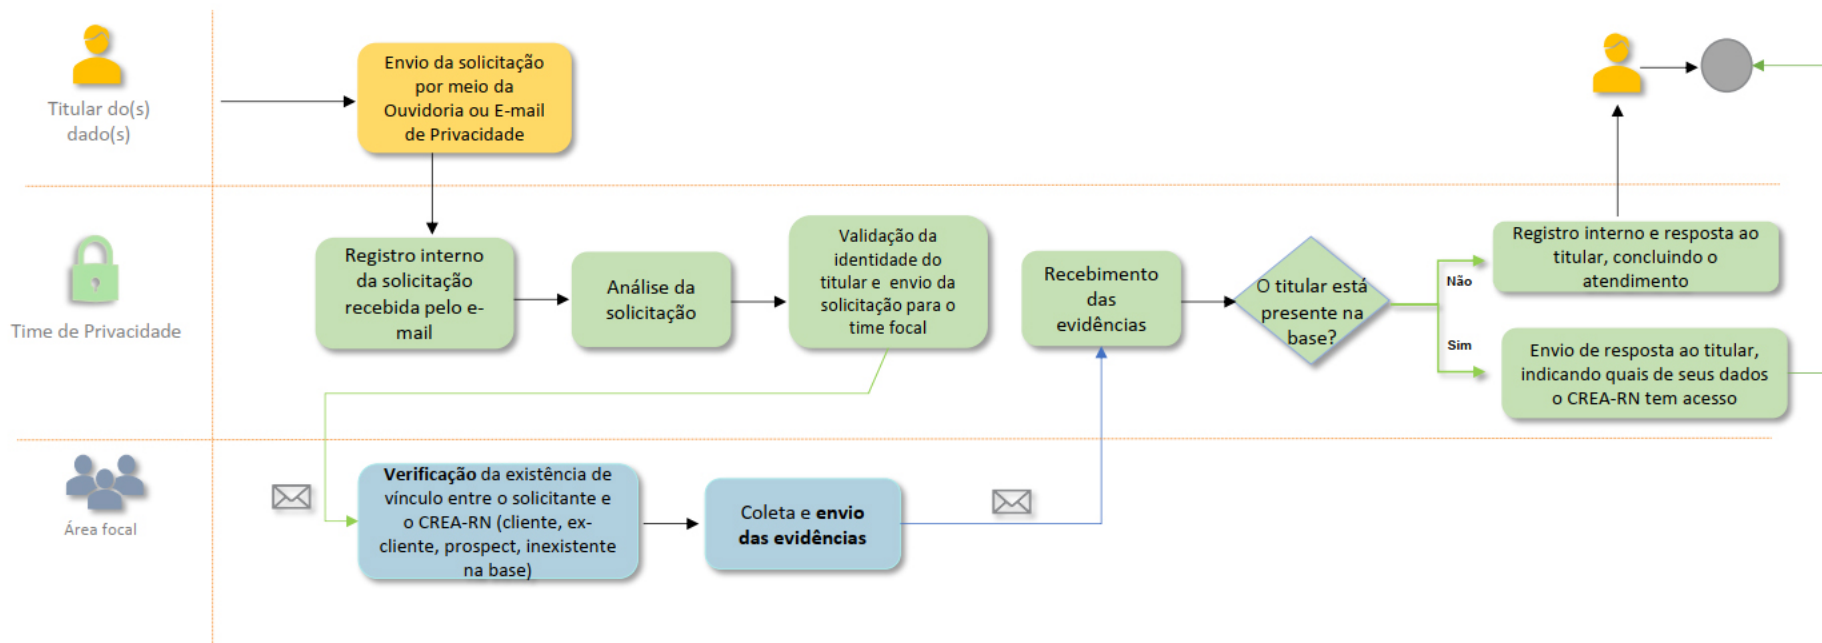 Titular do(s)
dado(s)
Envio da solicitação
por meio da
Ouvidoria ou E-mail
de Privacidade
Time de Privacidade
Registro interno
da solicitação
recebida pelo e-
mail
Análise da
solicitação
Validação da
identidade do
titular e envio da
solicitação para o
time focal
Recebimento
das
evidências
O titular está
presente na
base?
Não
Sim
Registro interno e resposta ao
titular, concluindo o
atendimento
Envio de resposta ao titular,
indicando quais de seus dados
o CREA-RN tem acesso
Área focal
Verificação da existência de
vínculo entre o solicitante e
o CREA-RN (cliente, ex-
cliente, prospect, inexistente
na base)
Coleta e envio
das evidências